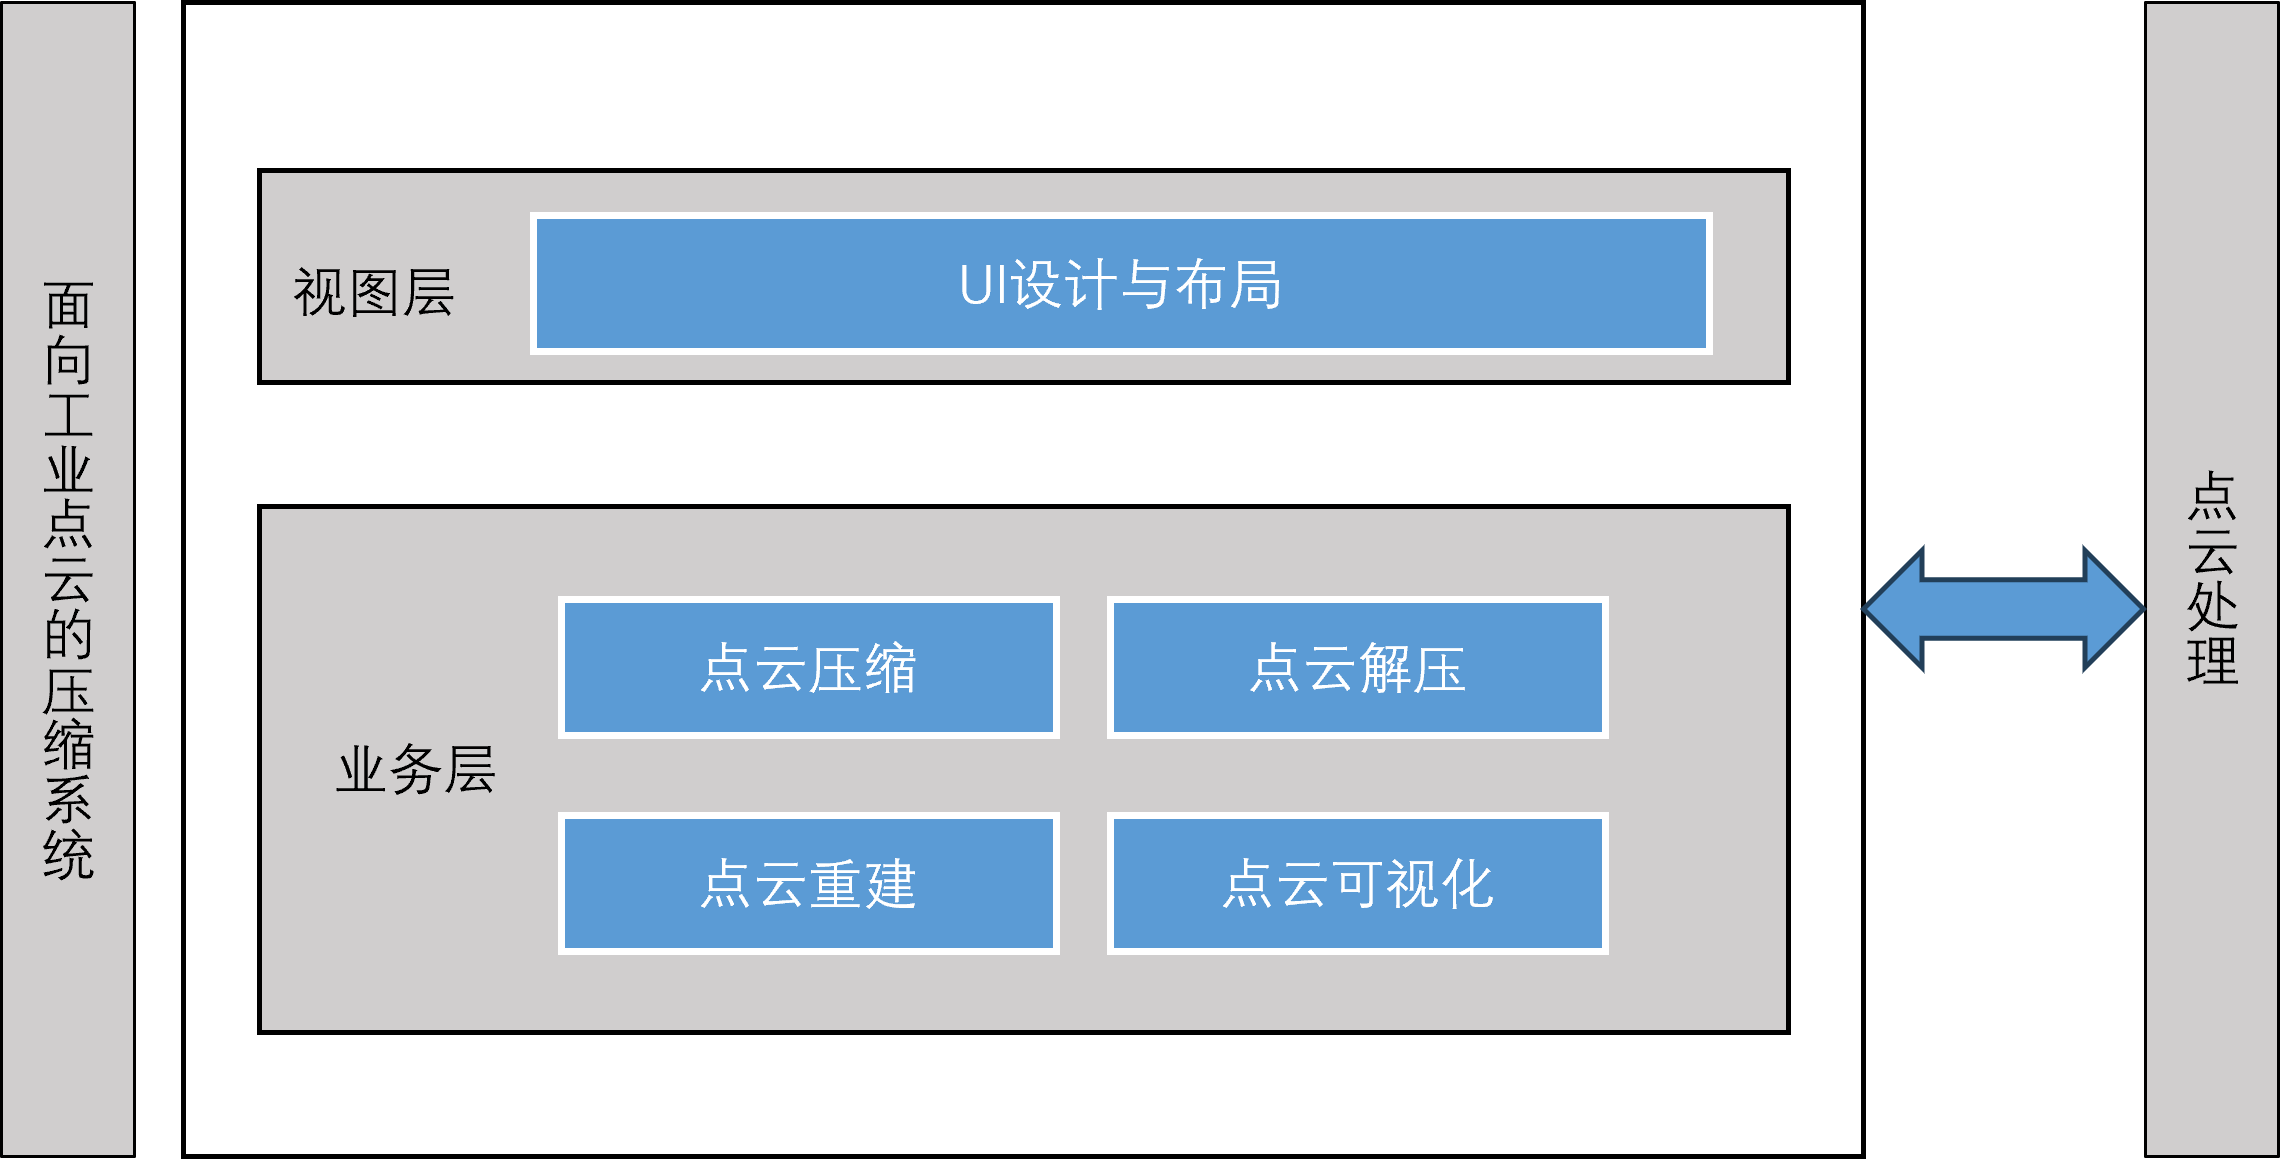 面向工业点云的压缩系统
视图层
UI设计与布局
业务层
点云压缩
点云解压
点云重建
点云可视化
点云处理